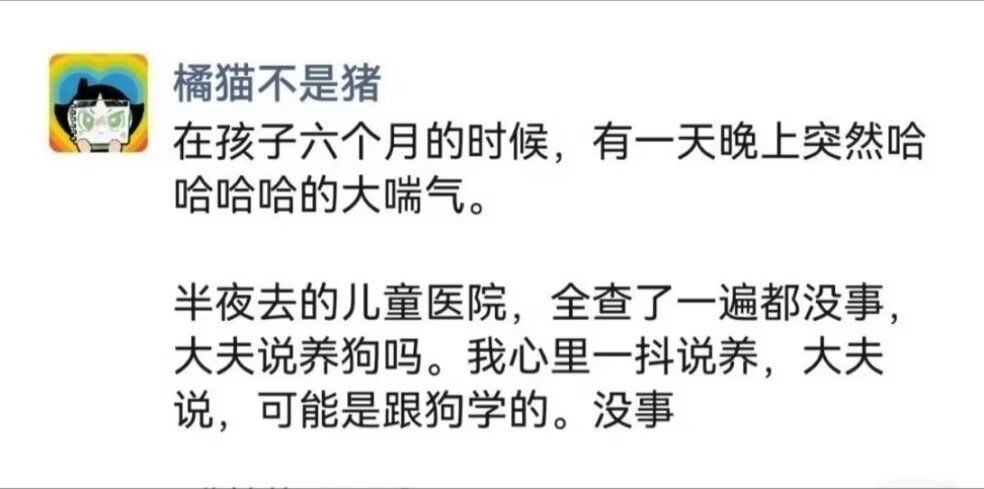 橘猫不是猪
在孩子六个月的时候，有一天晚上突然哈
哈哈哈的大喘气。
半夜去的儿童医院，全查了一遍都没事，
大夫说养狗吗。我心里一抖说养，大夫
说，可能是跟狗学的。没事